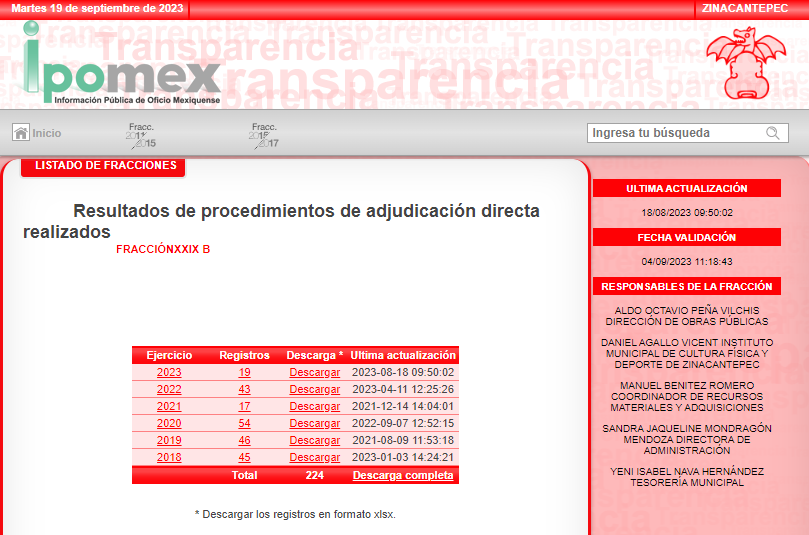 Martes 19 de septiembre de 2023
ZINACANTEPEC
ipomex
Información Pública de Oficio Mexiquense
Transparencia
Transparencia
Transparencia
Inicio
Fracc.
2015
Fracc.
2017
Ingresa tu búsqueda
LISTADO DE FRACCIONES
Resultados de procedimientos de adjudicación directa
realizados
FRACCIÓNXXIX B
Ejercicio Registros Descarga * Ultima actualización
2023 19 Descargar 2023-08-18 09:50:02
2022 43 Descargar 2023-04-11 12:25:26
2021 17 Descargar 2021-12-14 14:04:01
2020 54 Descargar 2022-09-07 12:52:15
2019 46 Descargar 2021-08-09 11:53:18
2018 45 Descargar 2023-01-03 14:24:21
Total 224 Descarga completa
* Descargar los registros en formato xlsx.
ULTIMA ACTUALIZACIÓN
18/08/2023 09:50:02
FECHA VALIDACIÓN
04/09/2023 11:18:43
RESPONSABLES DE LA FRACCIÓN
ALDO OCTAVIO PEÑA VILCHIS
DIRECCIÓN DE OBRAS PÚBLICAS
DANIEL AGALLO VICENT INSTITUTO
MUNICIPAL DE CULTURA FÍSICA Y
DEPORTE DE ZINACANTEPEC
MANUEL BENITEZ ROMERO
COORDINADOR DE RECURSOS
MATERIALES Y ADQUISICIONES
SANDRA JAQUELINE MONDRAGÓN
MENDOZA DIRECTORA DE
ADMINISTRACIÓN
YENI ISABEL NAVA HERNÁNDEZ
TESORERÍA MUNICIPAL